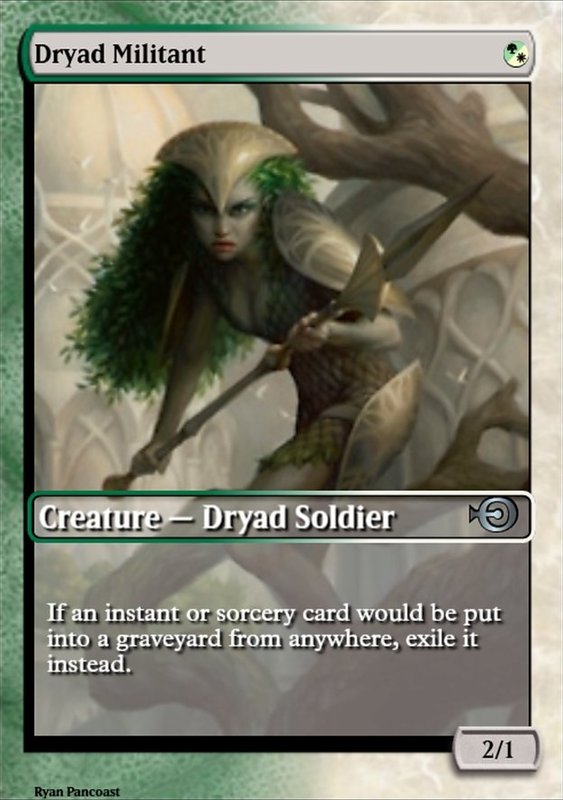 Dryad Militant
Creature — Dryad Soldier
If an instant or sorcery card would be put
into a graveyard from anywhere, exile it
instead.
2/1
Ryan Pancoast